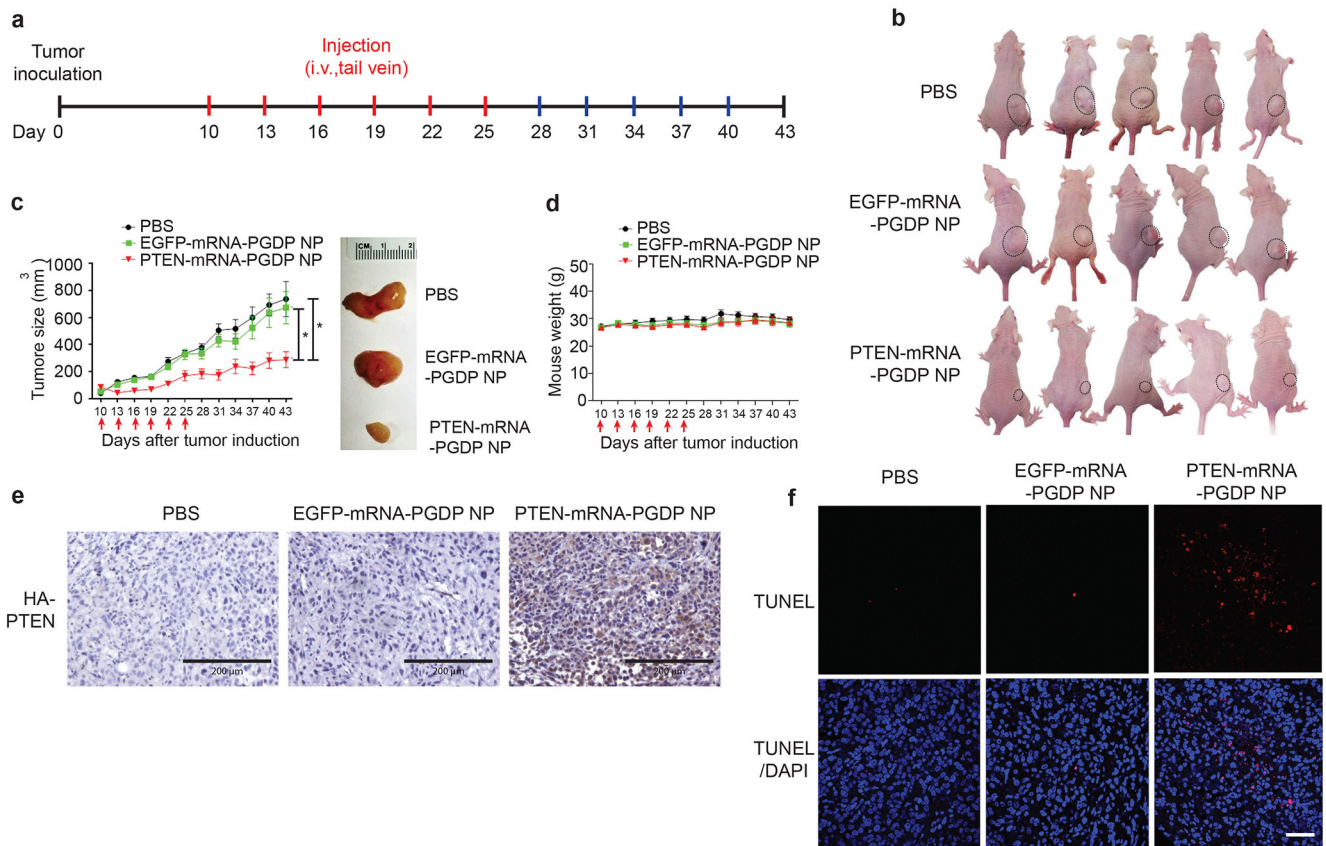 a
Tumor
inoculation
Injection
(i.v.,tail vein)
Day 0 10 13 16 19 22 25 28 31 34 37 40 43
b
PBS
EGFP-mRNA
-PGDP NP
PTEN-mRNA
-PGDP NP
c
PBS
EGFP-mRNA-PGDP NP
PTEN-mRNA-PGDP NP
Tumore size (mm3)
1000
800
600
400
200
0
* *
10 13 16 19 22 25 28 31 34 37 40 43
Days after tumor induction
CM 1 2
PBS
EGFP-mRNA
-PGDP NP
PTEN-mRNA
-PGDP NP
d
PBS
EGFP-mRNA-PGDP NP
PTEN-mRNA-PGDP NP
Mouse weight (g)
50
40
30
20
10
0
10 13 16 19 22 25 28 31 34 37 40 43
Days after tumor induction
e
PBS EGFP-mRNA-PGDP NP PTEN-mRNA-PGDP NP
HA-
PTEN
200 μm 200 μm 200 μm
f
PBS
EGFP-mRNA
-PGDP NP
PTEN-mRNA
-PGDP NP
TUNEL
TUNEL
/DAPI